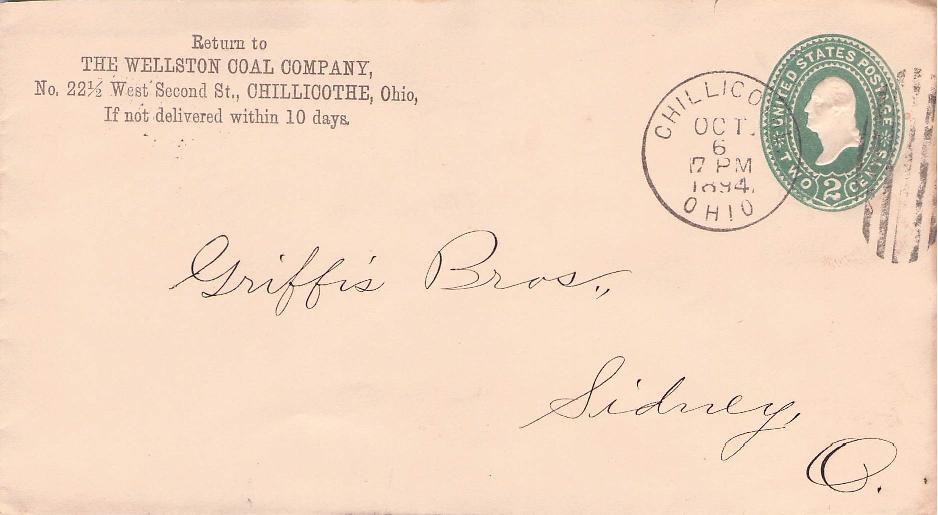 Return to
THE WELLSTON COAL COMPANY,
No. 22½ West Second St., CHILLICOTHE, Ohio,
If not delivered within 10 days.
CHILLICO
OCT.
6
7 PM
1894.
OHIO
UNITED STATES POSTAGE
TWO 2 CENTS
Griffis Bros.,
Sidney,
O.